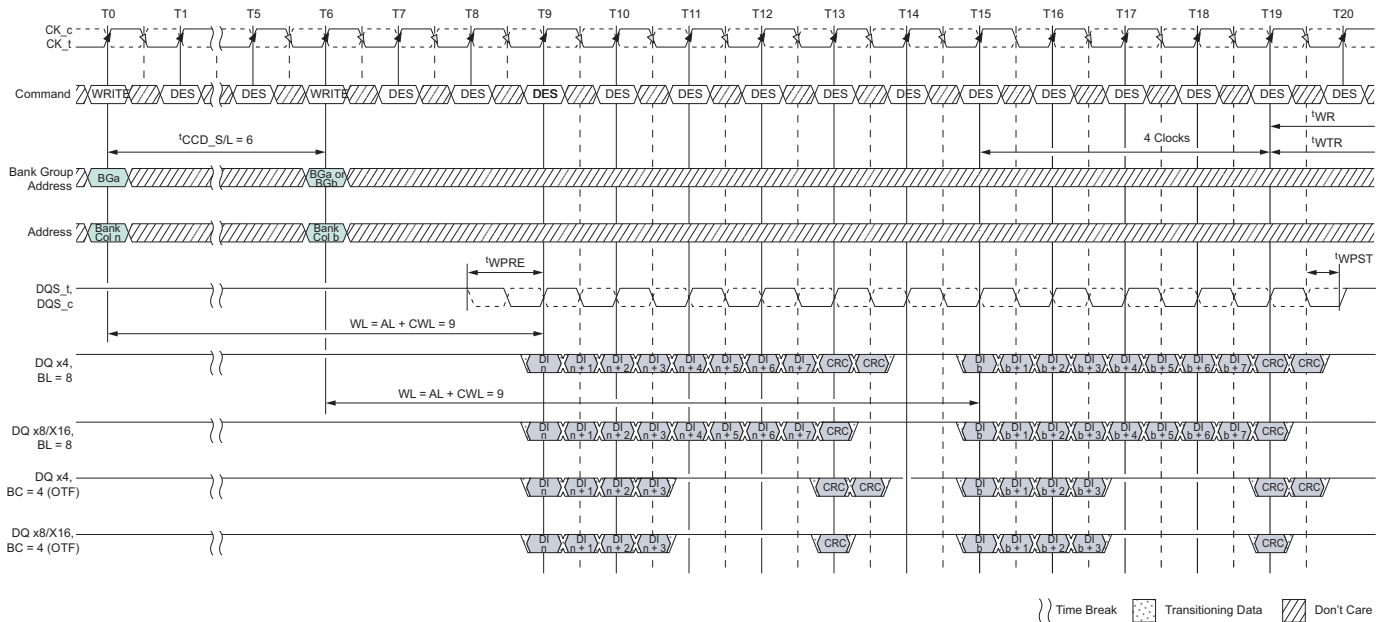 T0 T1 T5 T6 T7 T8 T9 T10 T11 T12 T13 T14 T15 T16 T17 T18 T19 T20
CK_c
CK_t
Command WRITE DES DES WRITE DES DES DES DES DES DES DES DES DES DES DES DES DES DES
tWR
tCCD_S/L = 6 4 Clocks tWTR
Bank Group
Address
BGa
BGa or
BGb
Address
Bank
Col n
Bank
Col b
tWPRE tWPST
DQS_t,
DQS_c
WL = AL + CWL = 9
DQ x4,
BL = 8
DI DI DI DI DI DI DI DI CRC CRC DI DI DI DI DI DI DI DI CRC CRC
n n + 1 n + 2 n + 3 n + 4 n + 5 n + 6 n + 7 b b + 1 b + 2 b + 3 b + 4 b + 5 b + 6 b + 7
WL = AL + CWL = 9
DQ x8/X16,
BL = 8
DI DI DI DI DI DI DI DI CRC DI DI DI DI DI DI DI DI CRC
n n + 1 n + 2 n + 3 n + 4 n + 5 n + 6 n + 7 b b + 1 b + 2 b + 3 b + 4 b + 5 b + 6 b + 7
DQ x4,
BC = 4 (OTF)
DI DI DI DI CRC CRC DI DI DI DI CRC CRC
n n + 1 n + 2 n + 3 b b + 1 b + 2 b + 3
DQ x8/X16,
BC = 4 (OTF)
DI DI DI DI CRC DI DI DI DI CRC
n n + 1 n + 2 n + 3 b b + 1 b + 2 b + 3
Time Break Transitioning Data Don't Care